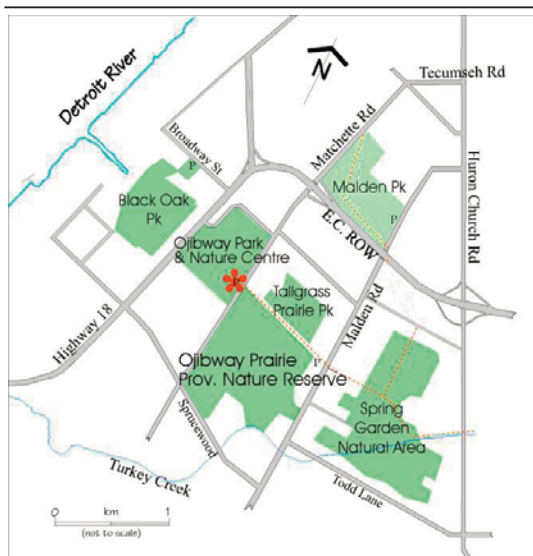 Detroit River
N
Tecumseh Rd
Broadway St
Matchette Rd
P
Malden Pk
Huron Church Rd
Black Oak
Pk
P
E.C. ROW
Ojibway Park
& Nature Centre
P
Tallgrass
Prairie Pk
Malden Rd
Highway 18
Ojibway Prairie
Prov. Nature Reserve
P
Sprucewood
Spring
Garden
Natural Area
Turkey Creek
Todd Lane
0 km 1
(not to scale)